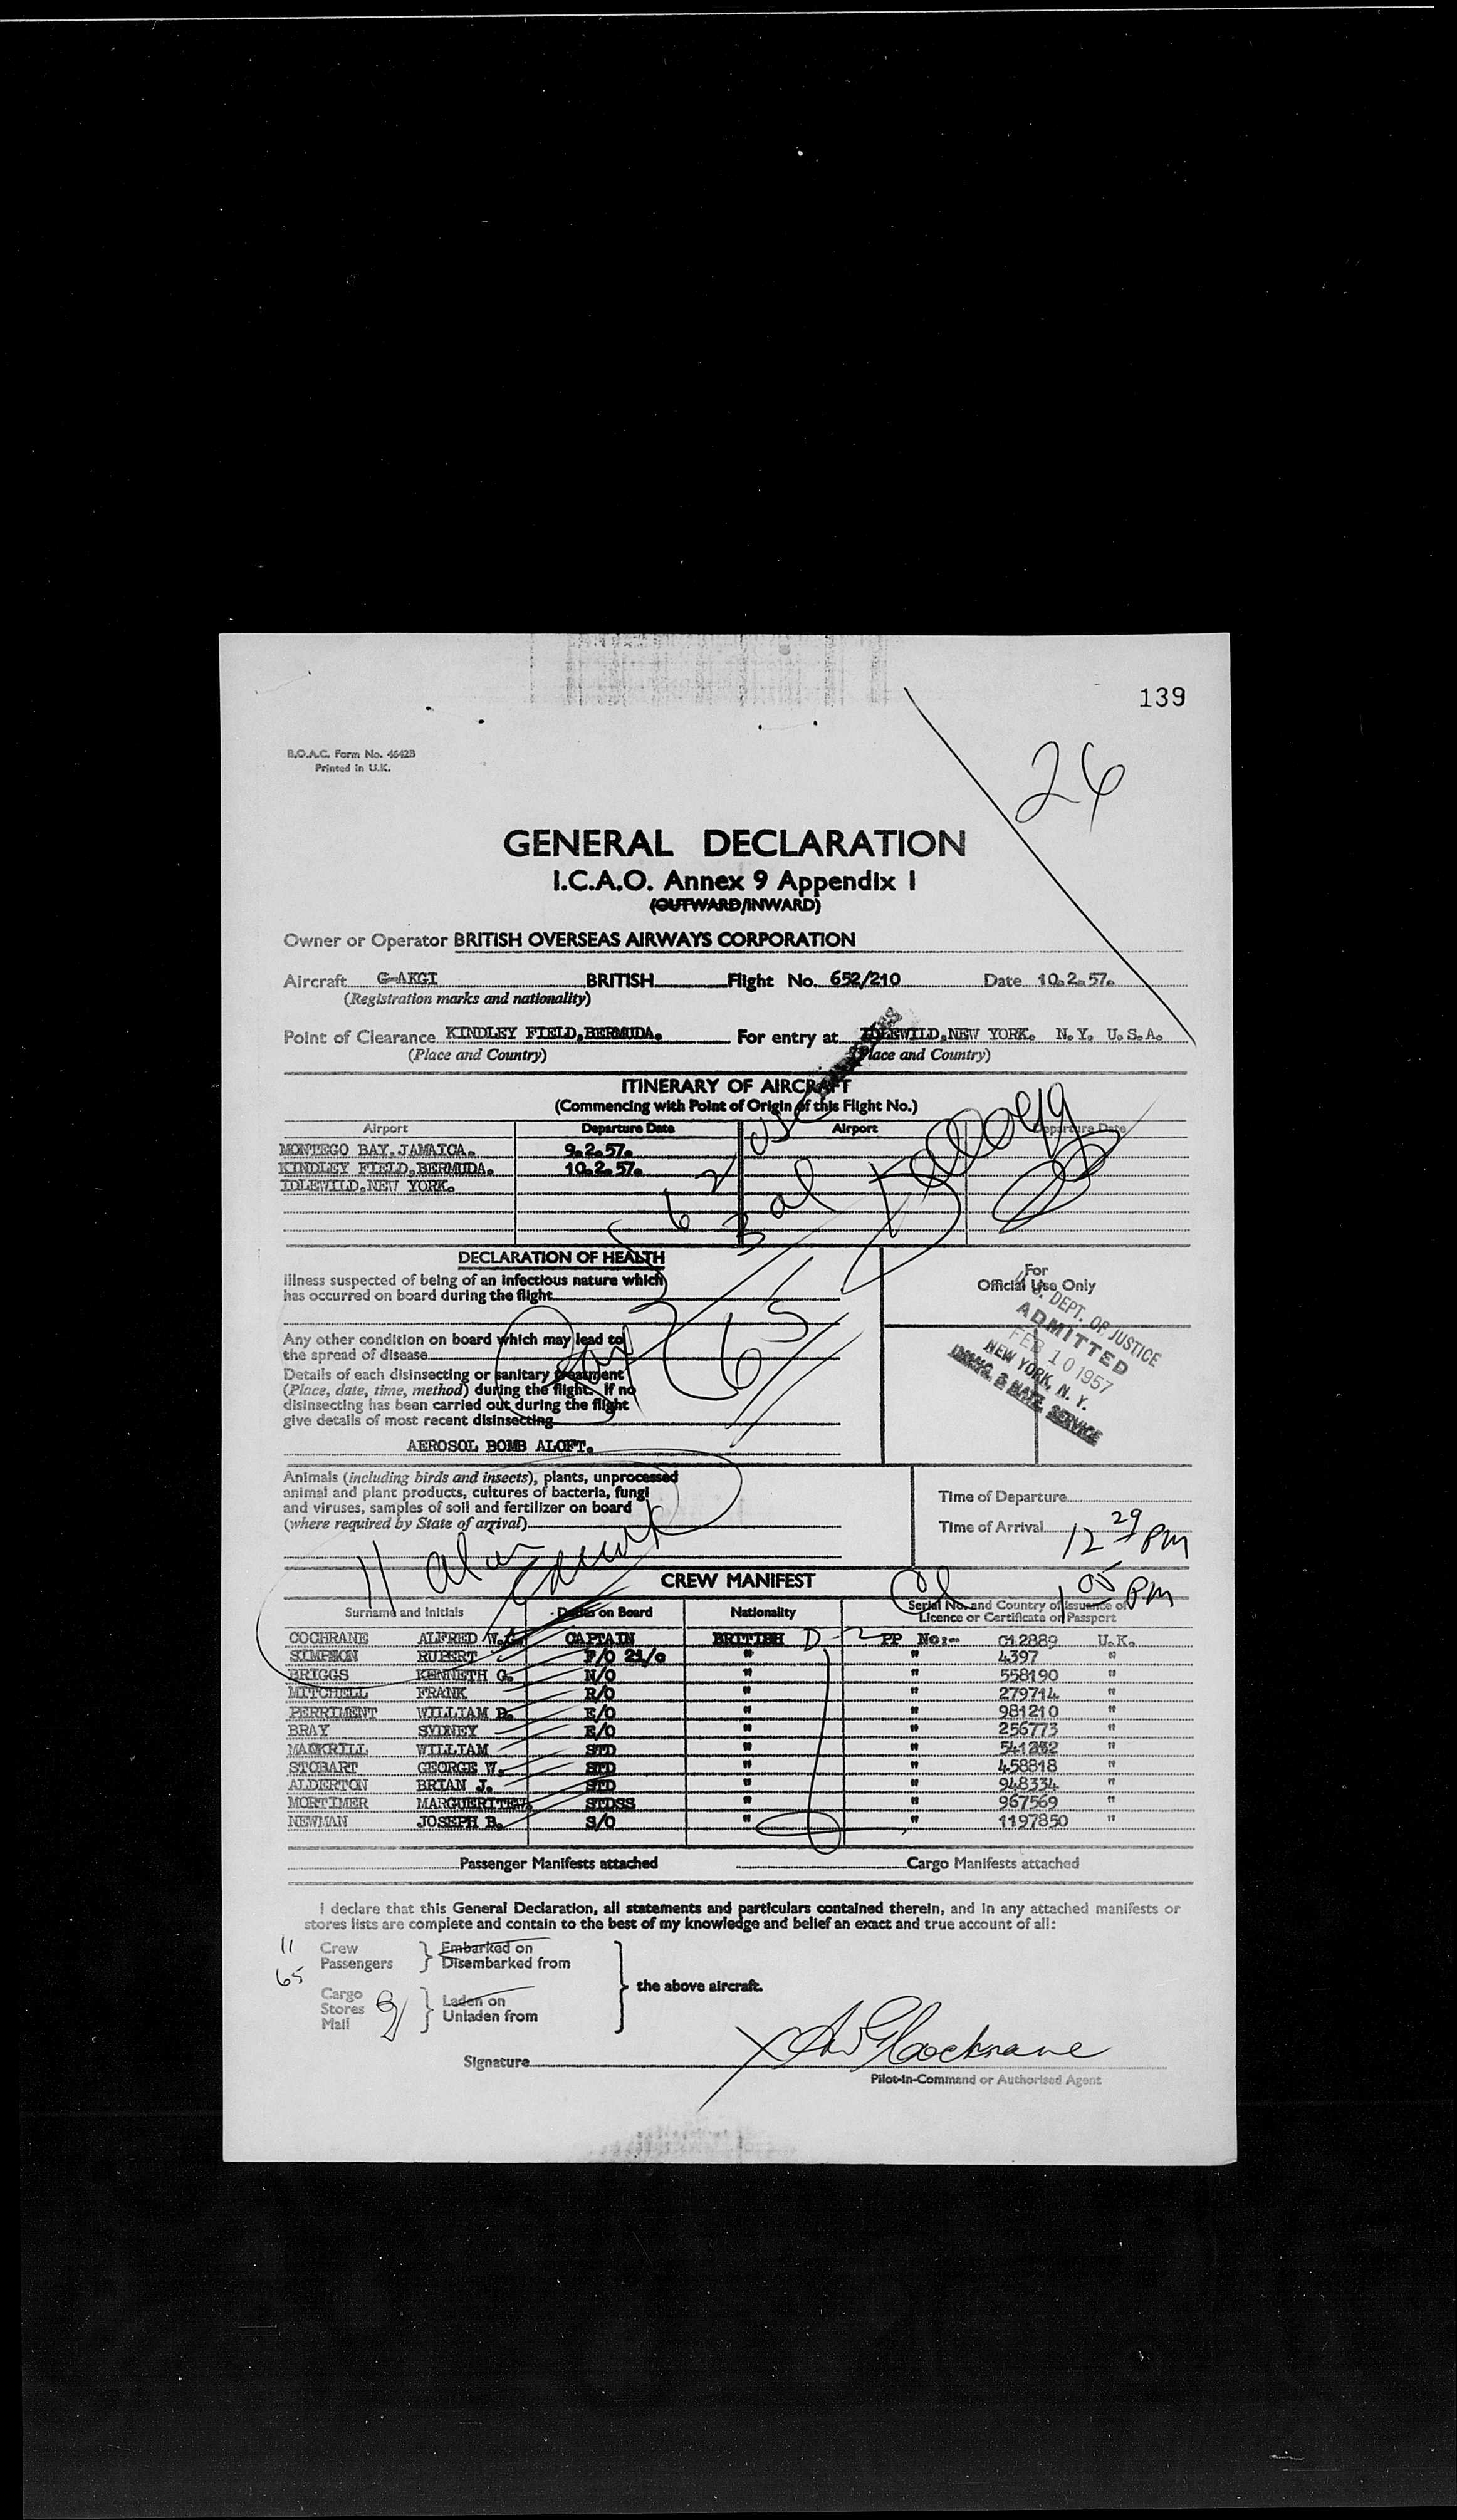 139
B.O.A.C. Form No. 4642B
Printed in U.K.
24
GENERAL DECLARATION
I.C.A.O. Annex 9 Appendix I
(OUTWARD/INWARD)
Owner or Operator BRITISH OVERSEAS AIRWAYS CORPORATION
Aircraft G-AKGI BRITISH Flight No. 652/210 Date 10.2.57.
(Registration marks and nationality)
Point of Clearance KINDLEY FIELD, BERMUDA. For entry at IDLEWILD, NEW YORK. N.Y. U.S.A.
(Place and Country) (Place and Country)
ITINERARY OF AIRCRAFT
(Commencing with Point of Origin of this Flight No.)
Airport Departure Date Airport Departure Date
MONTEGO BAY, JAMAICA. 9.2.57.
KINDLEY FIELD, BERMUDA. 10.2.57.
IDLEWILD, NEW YORK.
62 usc
3 al
65
DECLARATION OF HEALTH
Illness suspected of being of an infectious nature which
has occurred on board during the flight
Any other condition on board which may lead to
the spread of disease
Details of each disinsecting or sanitary treatment
(Place, date, time, method) during the flight. If no
disinsecting has been carried out during the flight
give details of most recent disinsecting
AEROSOL BOMB ALOFT.
For
Official Use Only
U.S. DEPT. OF JUSTICE
ADMITTED
FEB 10 1957
NEW YORK, N. Y.
IMMIG. & NATZ. SERVICE
Animals (including birds and insects), plants, unprocessed
animal and plant products, cultures of bacteria, fungi
and viruses, samples of soil and fertilizer on board
(where required by State of arrival)
Time of Departure
Time of Arrival 12 29 PM
11 alien
1 05 PM
CREW MANIFEST
Surname and Initials Duties on Board Nationality Serial No. and Country of Issuance of
Licence or Certificate or Passport
COCHRANE ALFRED W.G. CAPTAIN BRITISH D-2 PP No:- C12889 U.K.
SIMPSON RUPERT F/O 21/0 " " 4397 "
BRIGGS KENNETH G. N/O " " 558190 "
MITCHELL FRANK R/O " " 279714 "
PERRIMENT WILLIAM B. E/O " " 981210 "
BRAY SYDNEY E/O " " 256773 "
MACKRILL WILLIAM STD " "
STOBART GEORGE W. STD " " 458818 "
ALDERTON BRIAN J. STD " " 948334 "
MORTIMER MARGUERITE STDSS " " 967569 "
NEWMAN JOSEPH B. S/O " " 1197850 "
Passenger Manifests attached Cargo Manifests attached
I declare that this General Declaration, all statements and particulars contained therein, and in any attached manifests or
stores lists are complete and contain to the best of my knowledge and belief an exact and true account of all:
11 Crew Embarked on
65 Passengers Disembarked from
the above aircraft.
Cargo Laden on
Stores
Mail Unladen from
Signature X AWG Cochrane
Pilot-in-Command or Authorised Agent